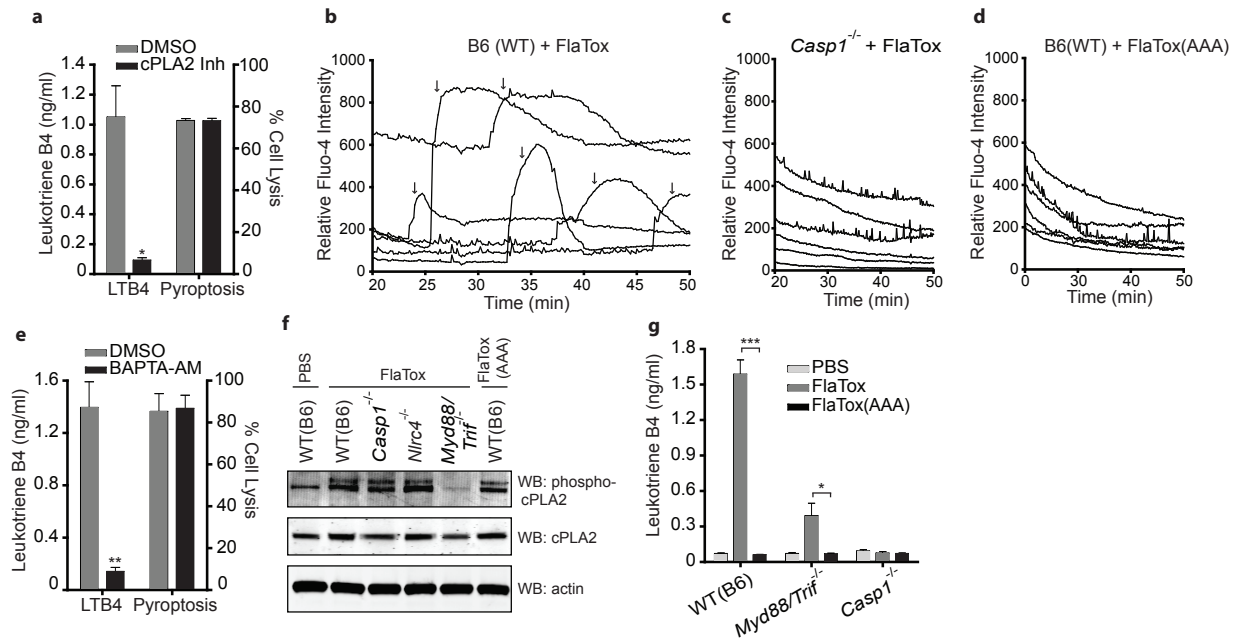 a
DMSO
cPLA2 Inh
Leukotriene B4 (ng/ml)
1.4
1.2
1.0
0.8
0.6
0.4
0.2
0
100
80
60
40
20
0
% Cell Lysis
*
LTB4 Pyroptosis
b
B6 (WT) + FlaTox
Relative Fluo-4 Intensity
1000
800
600
400
200
0
20 25 30 35 40 45 50
Time (min)
c
Casp1-/- + FlaTox
Relative Fluo-4 Intensity
1000
800
600
400
200
0
20 30 40 50
Time (min)
d
B6(WT) + FlaTox(AAA)
Relative Fluo-4 Intensity
1000
800
600
400
200
0
0 30 40 50
Time (min)
e
DMSO
BAPTA-AM
Leukotriene B4 (ng/ml)
1.6
1.2
0.8
0.4
0
100
80
60
40
20
0
% Cell Lysis
**
LTB4 Pyroptosis
f
PBS
FlaTox
FlaTox (AAA)
WT(B6)
WT(B6)
Casp1-/-
Nlrc4-/-
Myd88/Trif-/-
WT(B6)
WB: phospho-
cPLA2
WB: cPLA2
WB: actin
g
PBS
FlaTox
FlaTox(AAA)
Leukotriene B4 (ng/ml)
1.8
1.5
1.2
0.9
0.6
0.3
0
***
*
WT(B6)
Myd88/Trif-/-
Casp1-/-